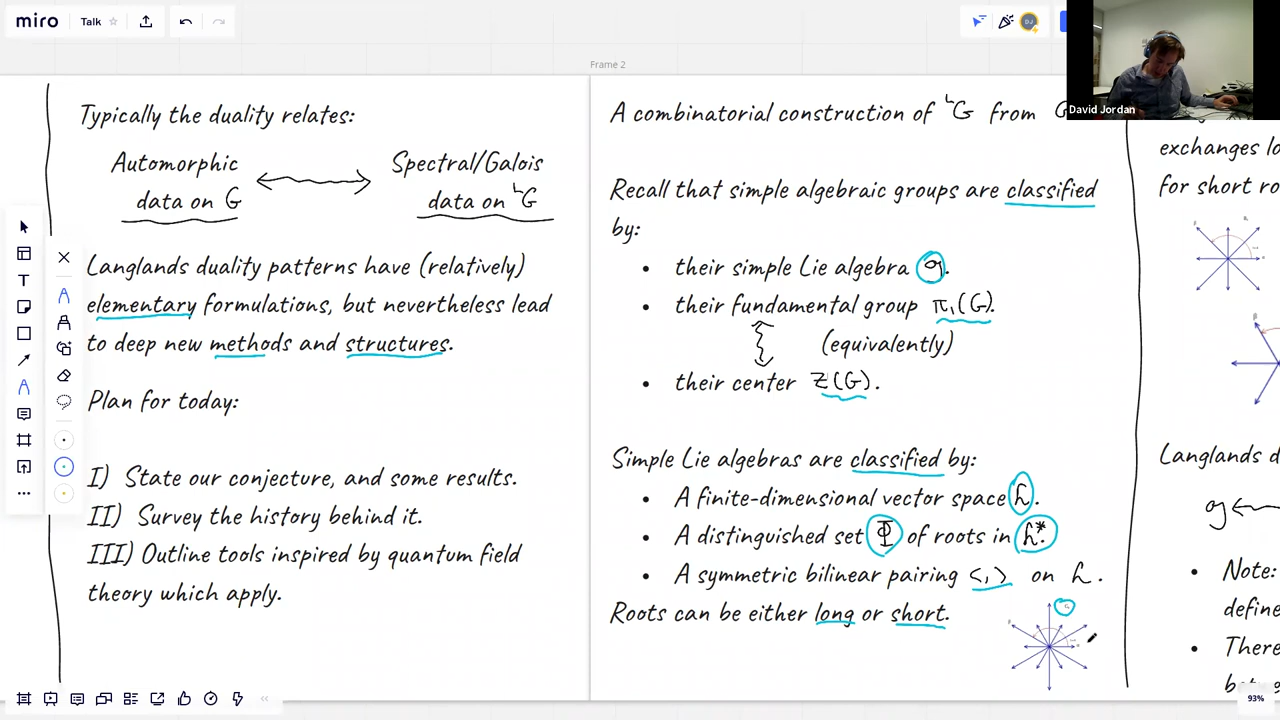 miro
Talk
Frame 2
David Jordan
Typically the duality relates:
Automorphic data on G ⟷ Spectral/Galois data on ᴸG
Langlands duality patterns have (relatively)
elementary formulations, but nevertheless lead
to deep new methods and structures.
Plan for today:
I) State our conjecture, and some results.
II) Survey the history behind it.
III) Outline tools inspired by quantum field
theory which apply.
A combinatorial construction of ᴸG from G
Recall that simple algebraic groups are classified
by:
• their simple Lie algebra g.
• their fundamental group π₁(G).
(equivalently)
• their center Z(G).
Simple Lie algebras are classified by:
• A finite-dimensional vector space h.
• A distinguished set Φ of roots in h*.
• A symmetric bilinear pairing <,> on h.
Roots can be either long or short.
exchanges lo
for short ro
Langlands d
g ←
• Note:
define
• There
betwe
93%